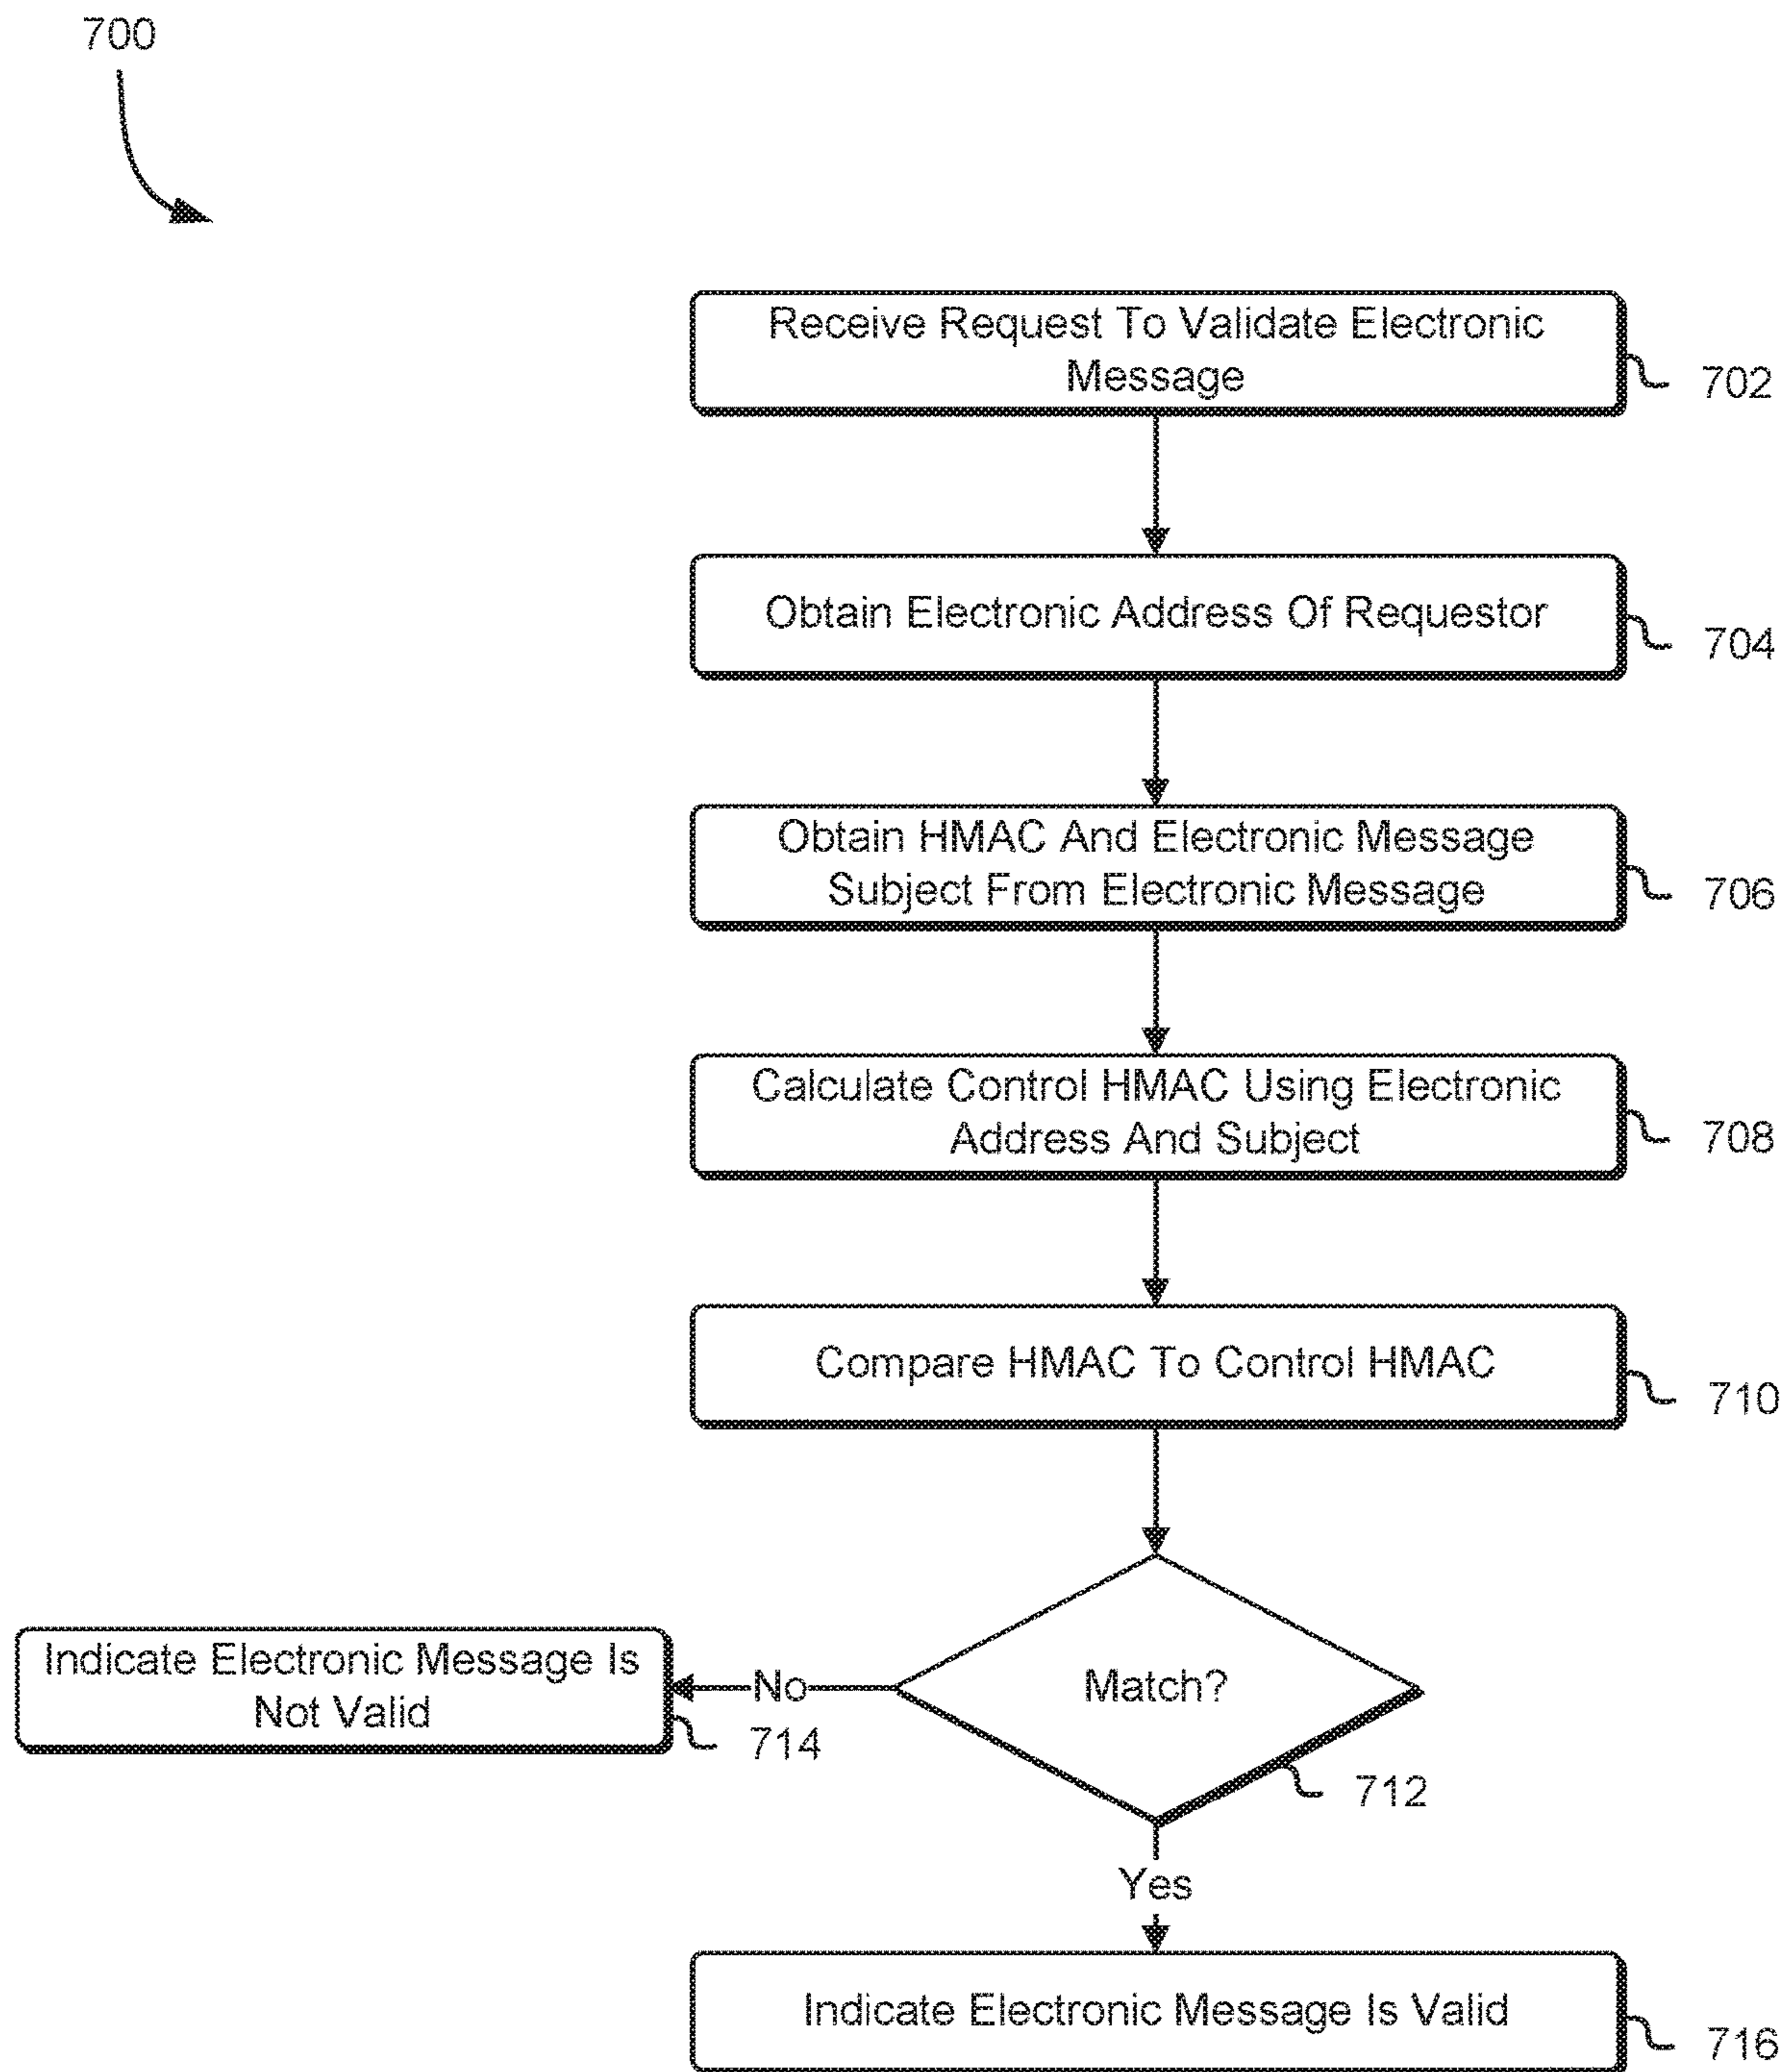 700
Receive Request To Validate Electronic
Message
702
Obtain Electronic Address Of Requestor
704
Obtain HMAC And Electronic Message
Subject From Electronic Message
706
Calculate Control HMAC Using Electronic
Address And Subject
708
Compare HMAC To Control HMAC
710
Match?
712
No
Indicate Electronic Message Is
Not Valid
714
Yes
Indicate Electronic Message Is Valid
716